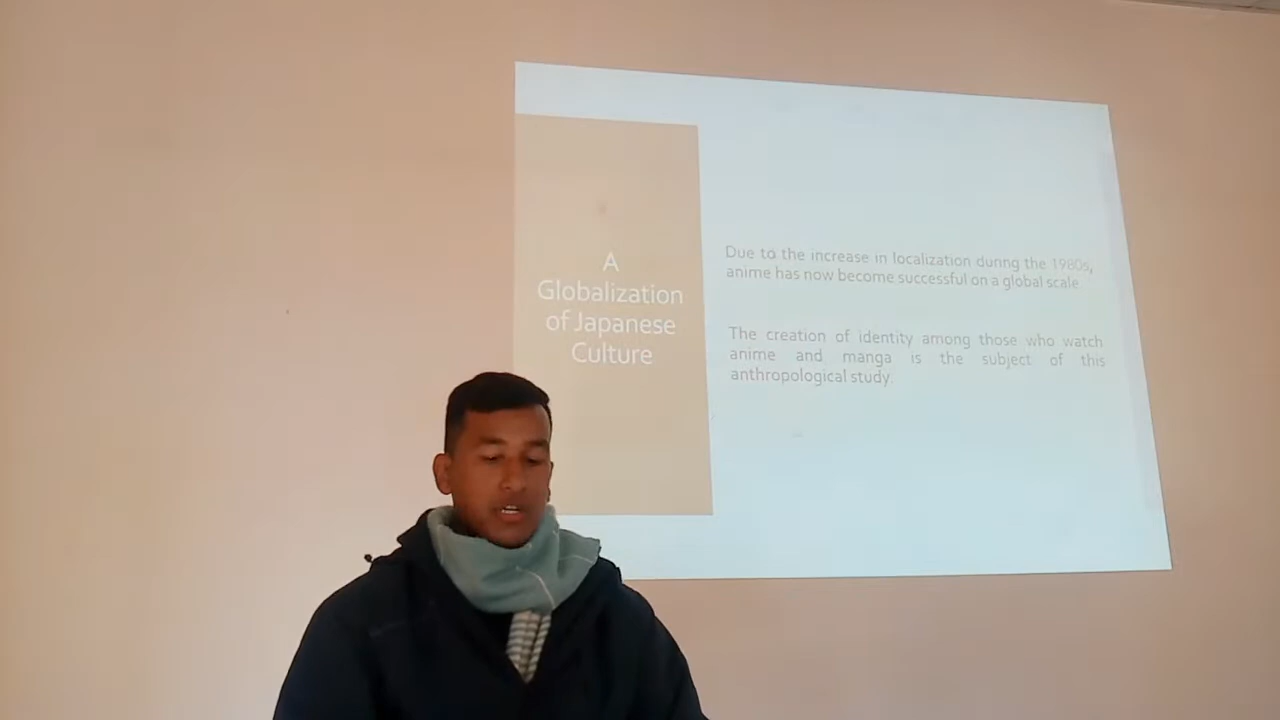 A
Globalization
of Japanese
Culture
Due to the increase in localization during the 1980s,
anime has now become successful on a global scale.
The creation of identity among those who watch
anime and manga is the subject of this
anthropological study.